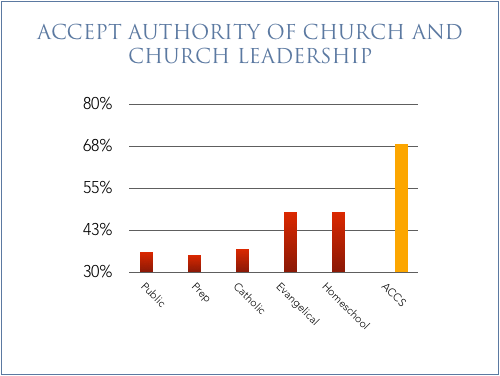 ACCEPT AUTHORITY OF CHURCH AND
CHURCH LEADERSHIP
80%
68%
55%
43%
30%
Public
Prep
Catholic
Evangelical
Homeschool
ACCS